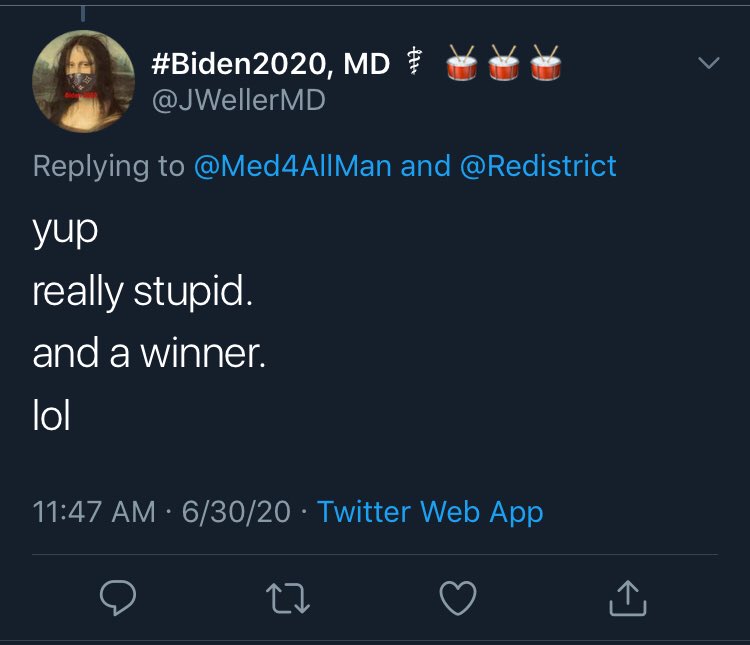 #Biden2020, MD ⚕ 🥁🥁🥁
@JWellerMD
Replying to @Med4AllMan and @Redistrict
yup
really stupid.
and a winner.
lol
11:47 AM · 6/30/20 · Twitter Web App